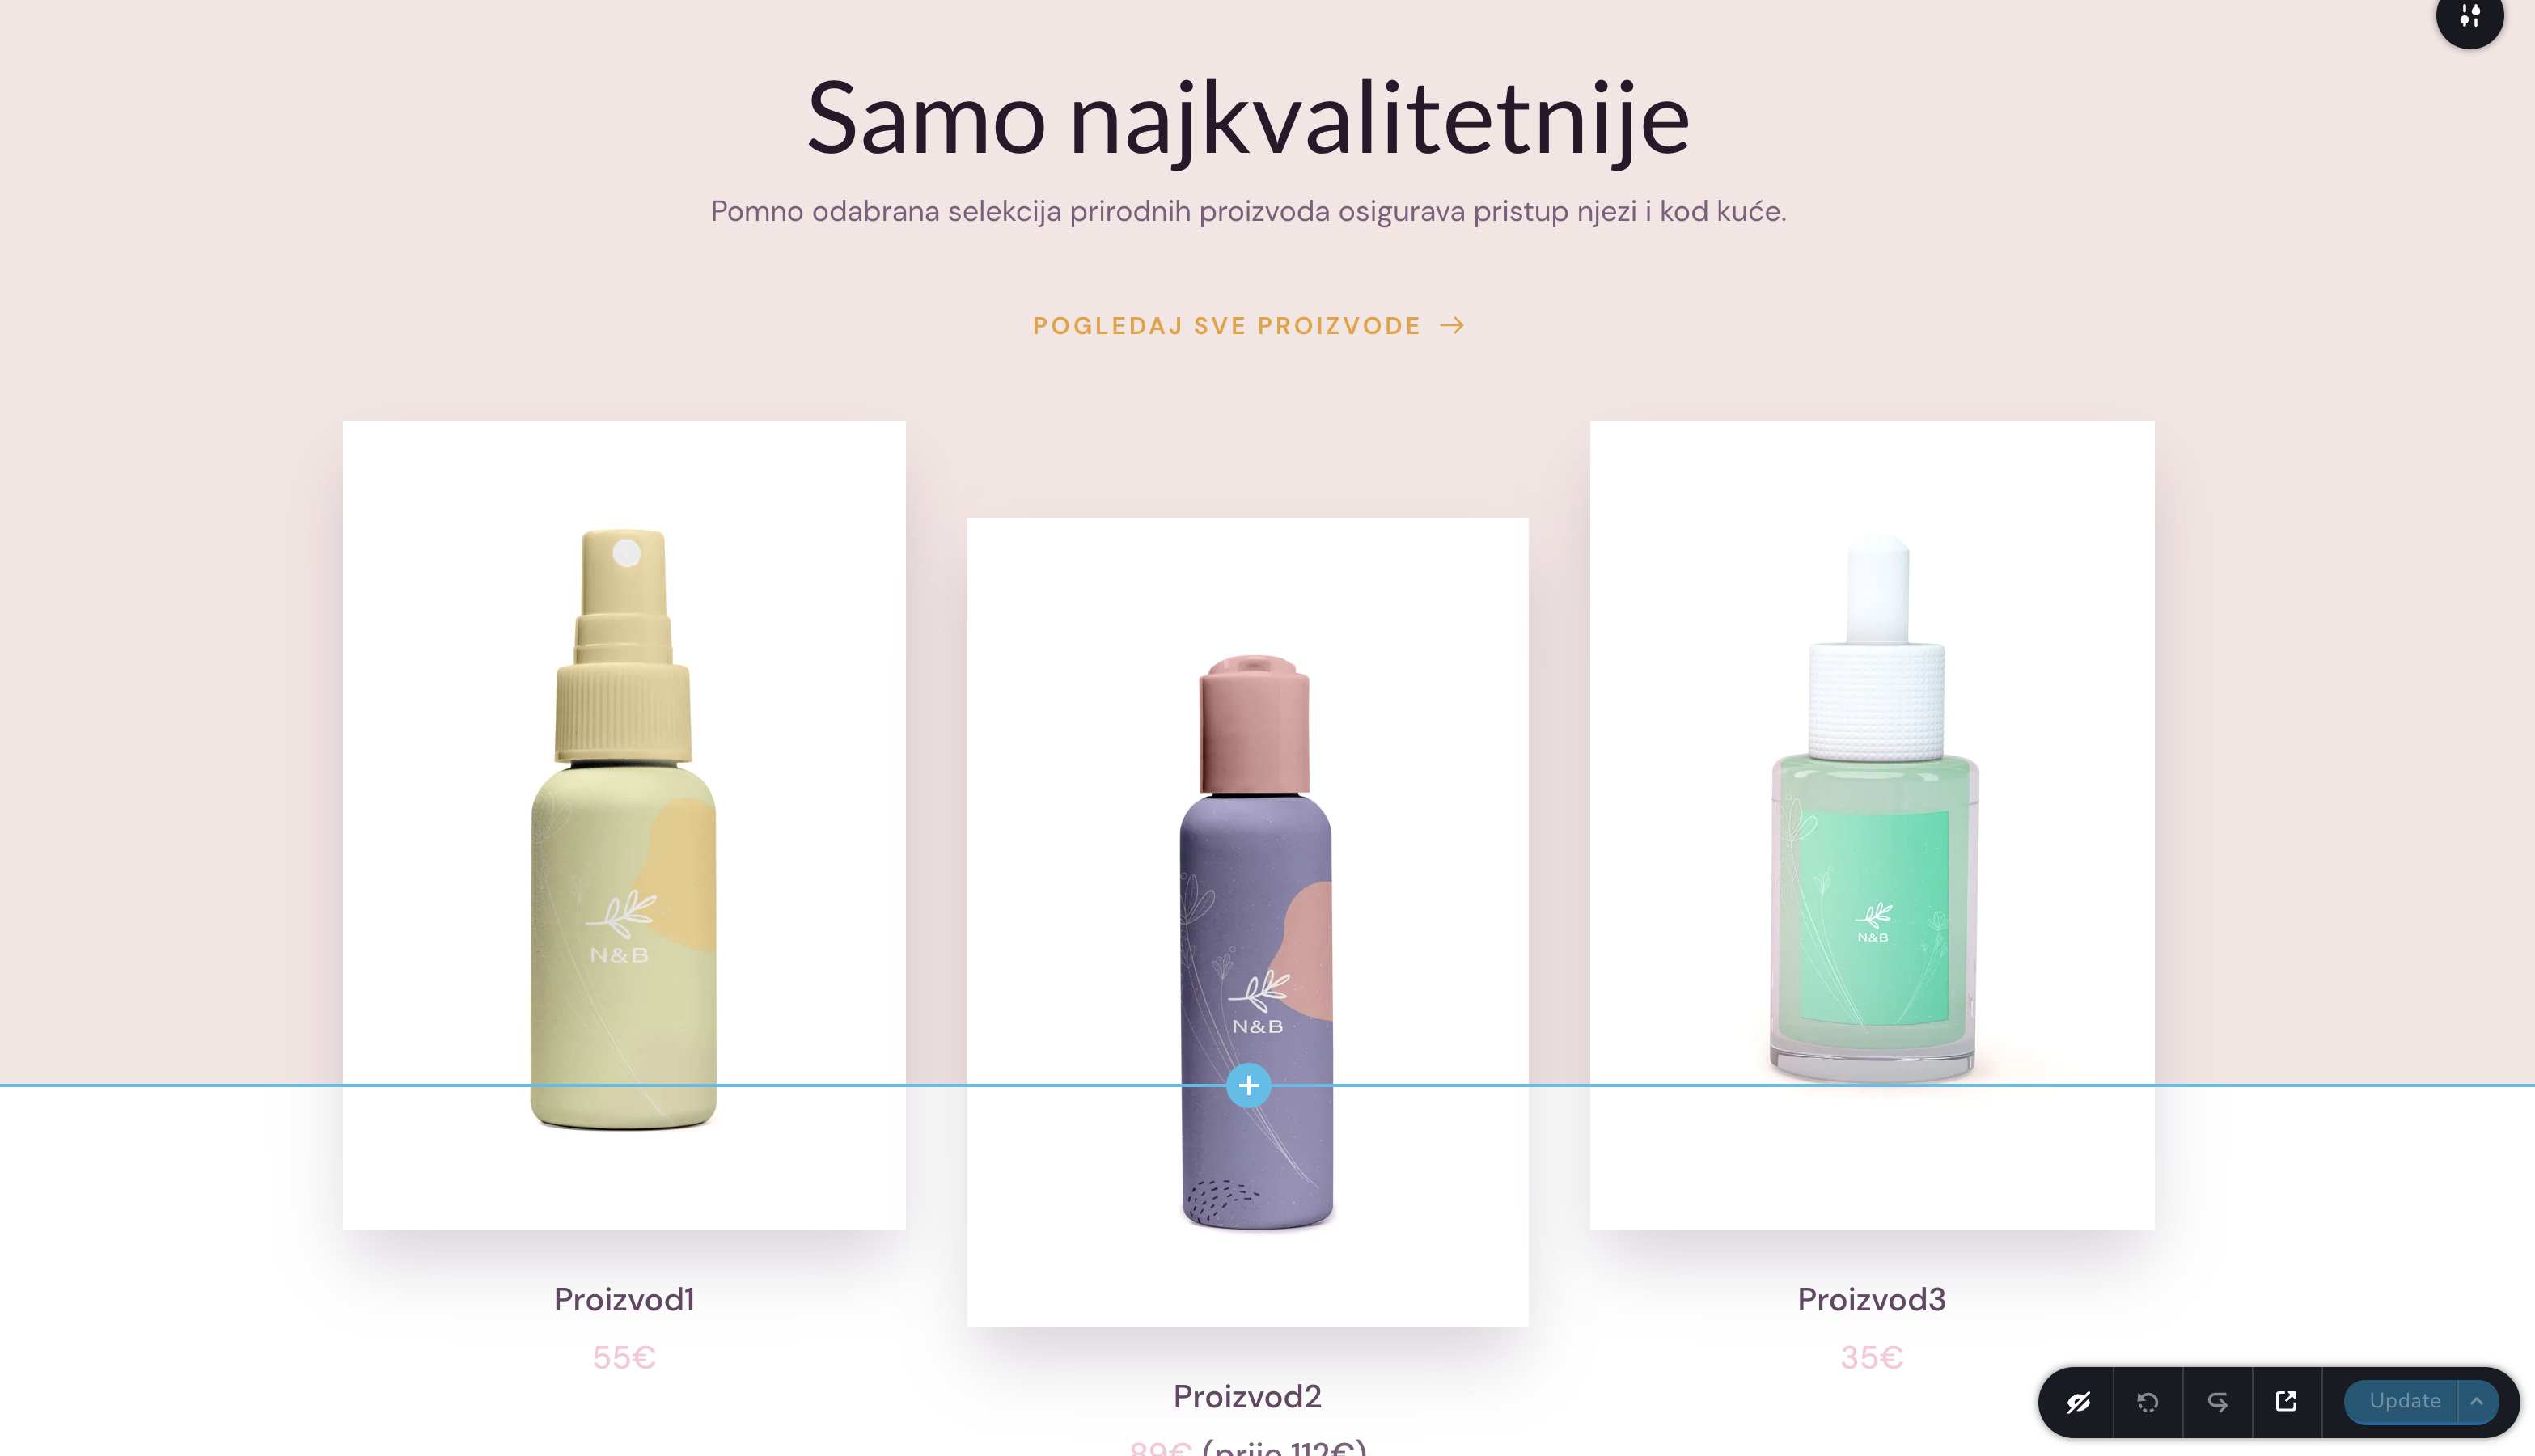 Samo najkvalitetnije
Pomno odabrana selekcija prirodnih proizvoda osigurava pristup njezi i kod kuće.
POGLEDAJ SVE PROIZVODE →
N&B
N&B
N&B
Proizvod1
55€
Proizvod2
89€ (prije 112€)
Proizvod3
35€
Update